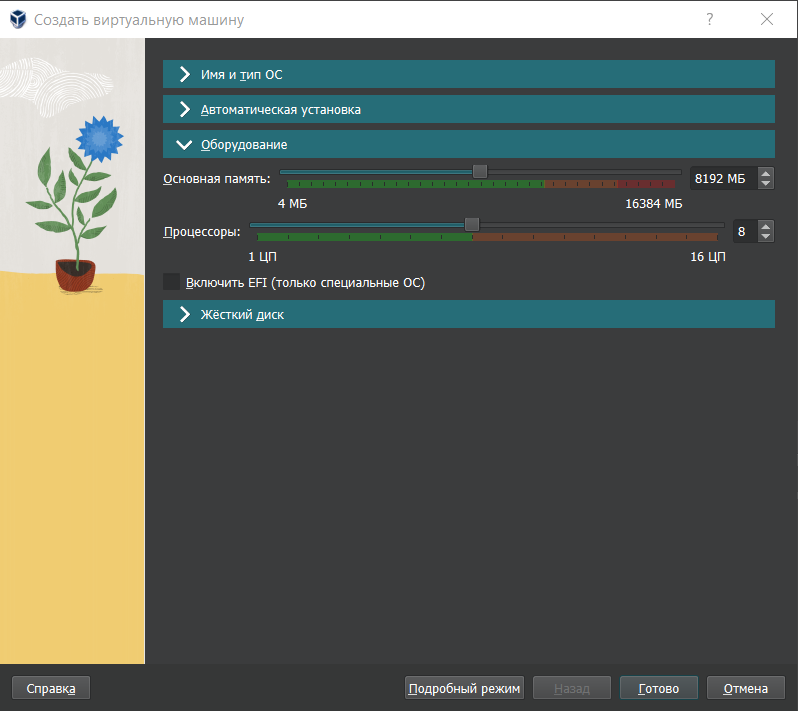 Создать виртуальную машину
?
Имя и тип ОС
Автоматическая установка
Оборудование
Основная память:
8192 МБ
4 МБ
16384 МБ
Процессоры:
8
1 ЦП
16 ЦП
Включить EFI (только специальные ОС)
Жёсткий диск
Справка
Подробный режим
Назад
Готово
Отмена